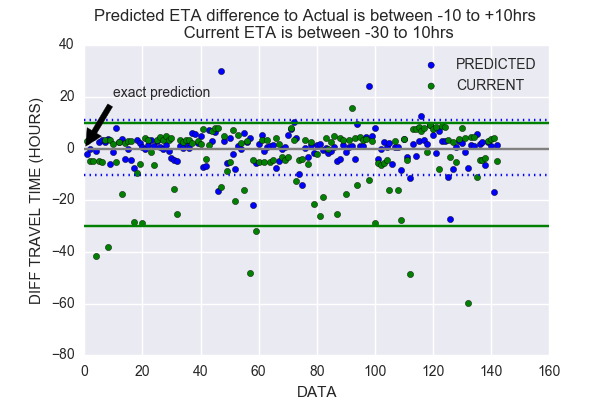 Predicted ETA difference to Actual is between -10 to +10hrs
Current ETA is between -30 to 10hrs
40
20
0
−20
−40
−60
−80
DIFF TRAVEL TIME (HOURS)
exact prediction
PREDICTED
CURRENT
0
20
40
60
80
100
120
140
160
DATA